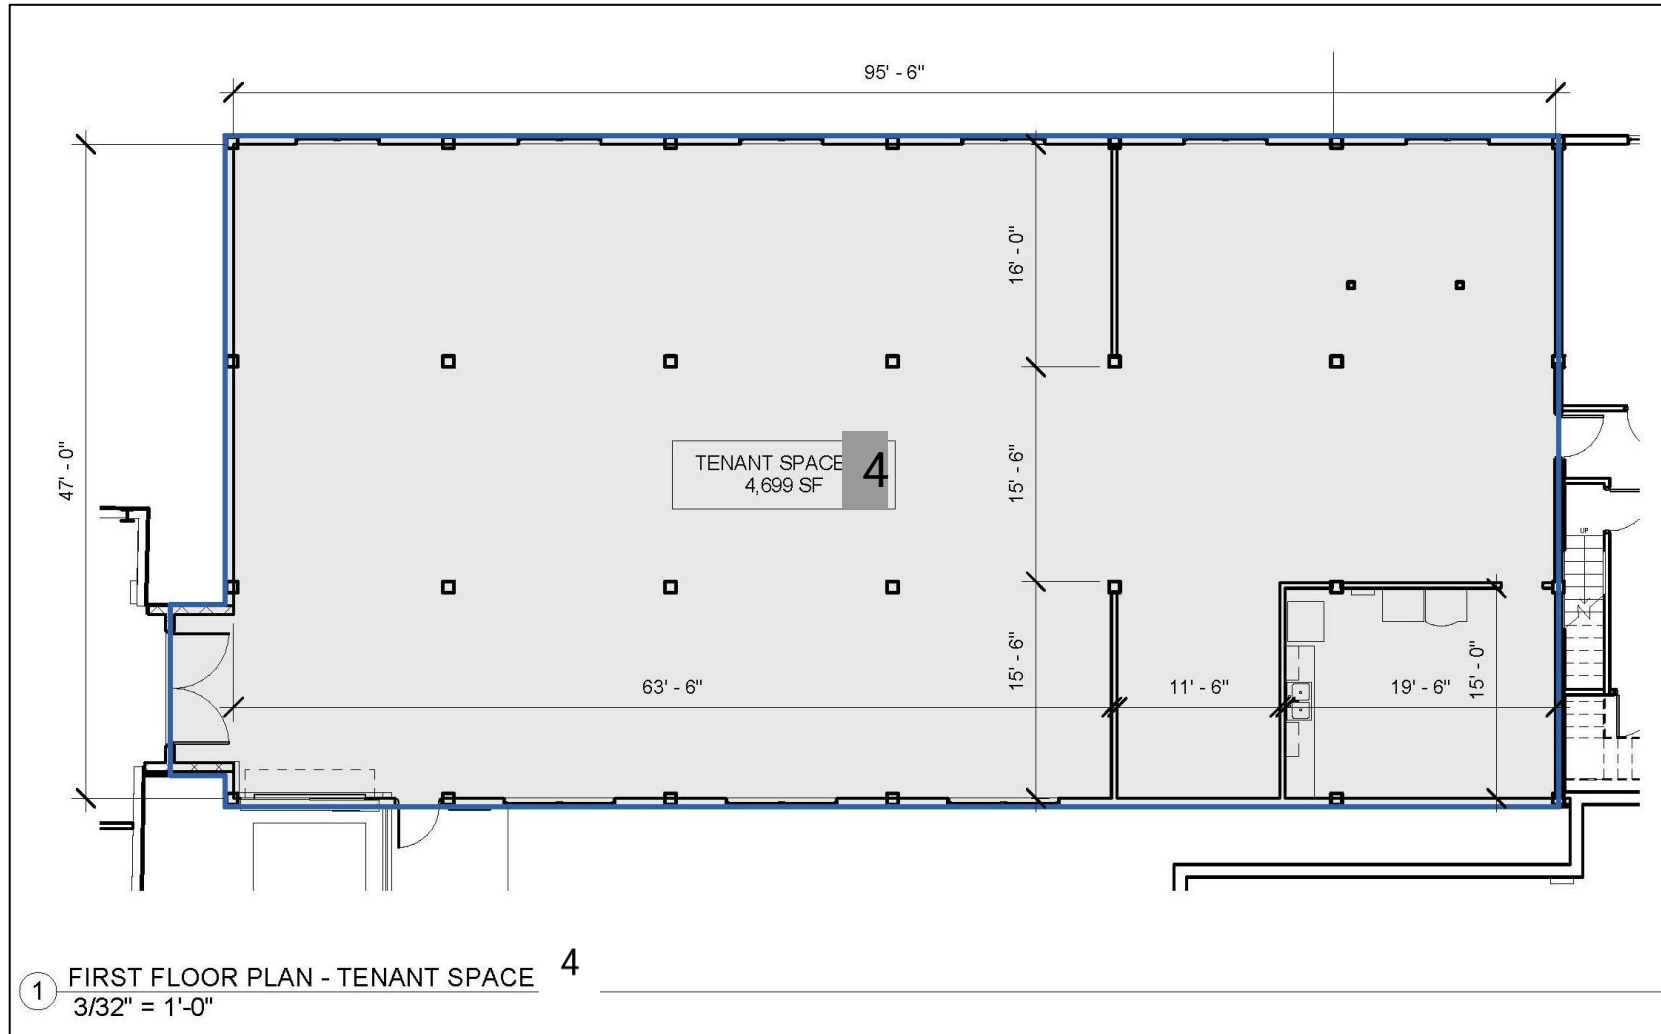 95' - 6"
16' - 0"
47' - 0"
TENANT SPACE 4
4,699 SF
15' - 6"
UP
15' - 6"
63' - 6"
11' - 6"
19' - 6"
15' - 0"
1 FIRST FLOOR PLAN - TENANT SPACE 4
3/32" = 1'-0"